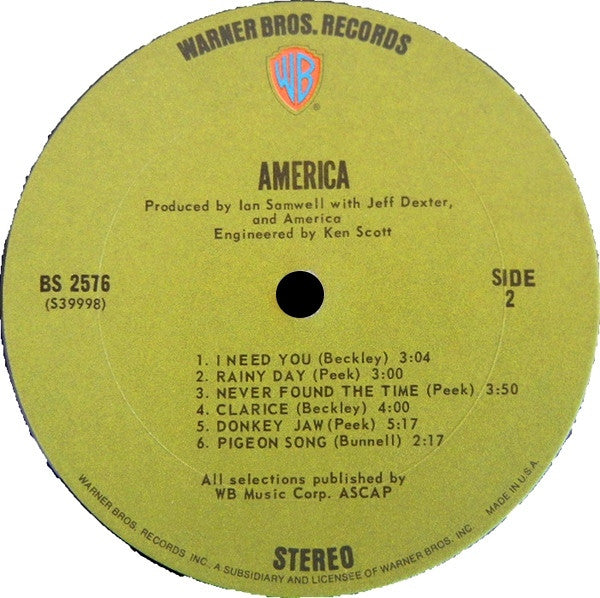 WARNER BROS. RECORDS
WB
®
AMERICA
Produced by Ian Samwell with Jeff Dexter,
and America
Engineered by Ken Scott
BS 2576
(S39998)
SIDE
2
1. I NEED YOU (Beckley) 3:04
2. RAINY DAY (Peek) 3:00
3. NEVER FOUND THE TIME (Peek) 3:50
4. CLARICE (Beckley) 4:00
5. DONKEY JAW (Peek) 5:17
6. PIGEON SONG (Bunnell) 2:17
All selections published by
WB Music Corp. ASCAP
STEREO
WARNER BROS. RECORDS INC. A SUBSIDIARY AND LICENSEE OF WARNER BROS. INC. MADE IN U.S.A.